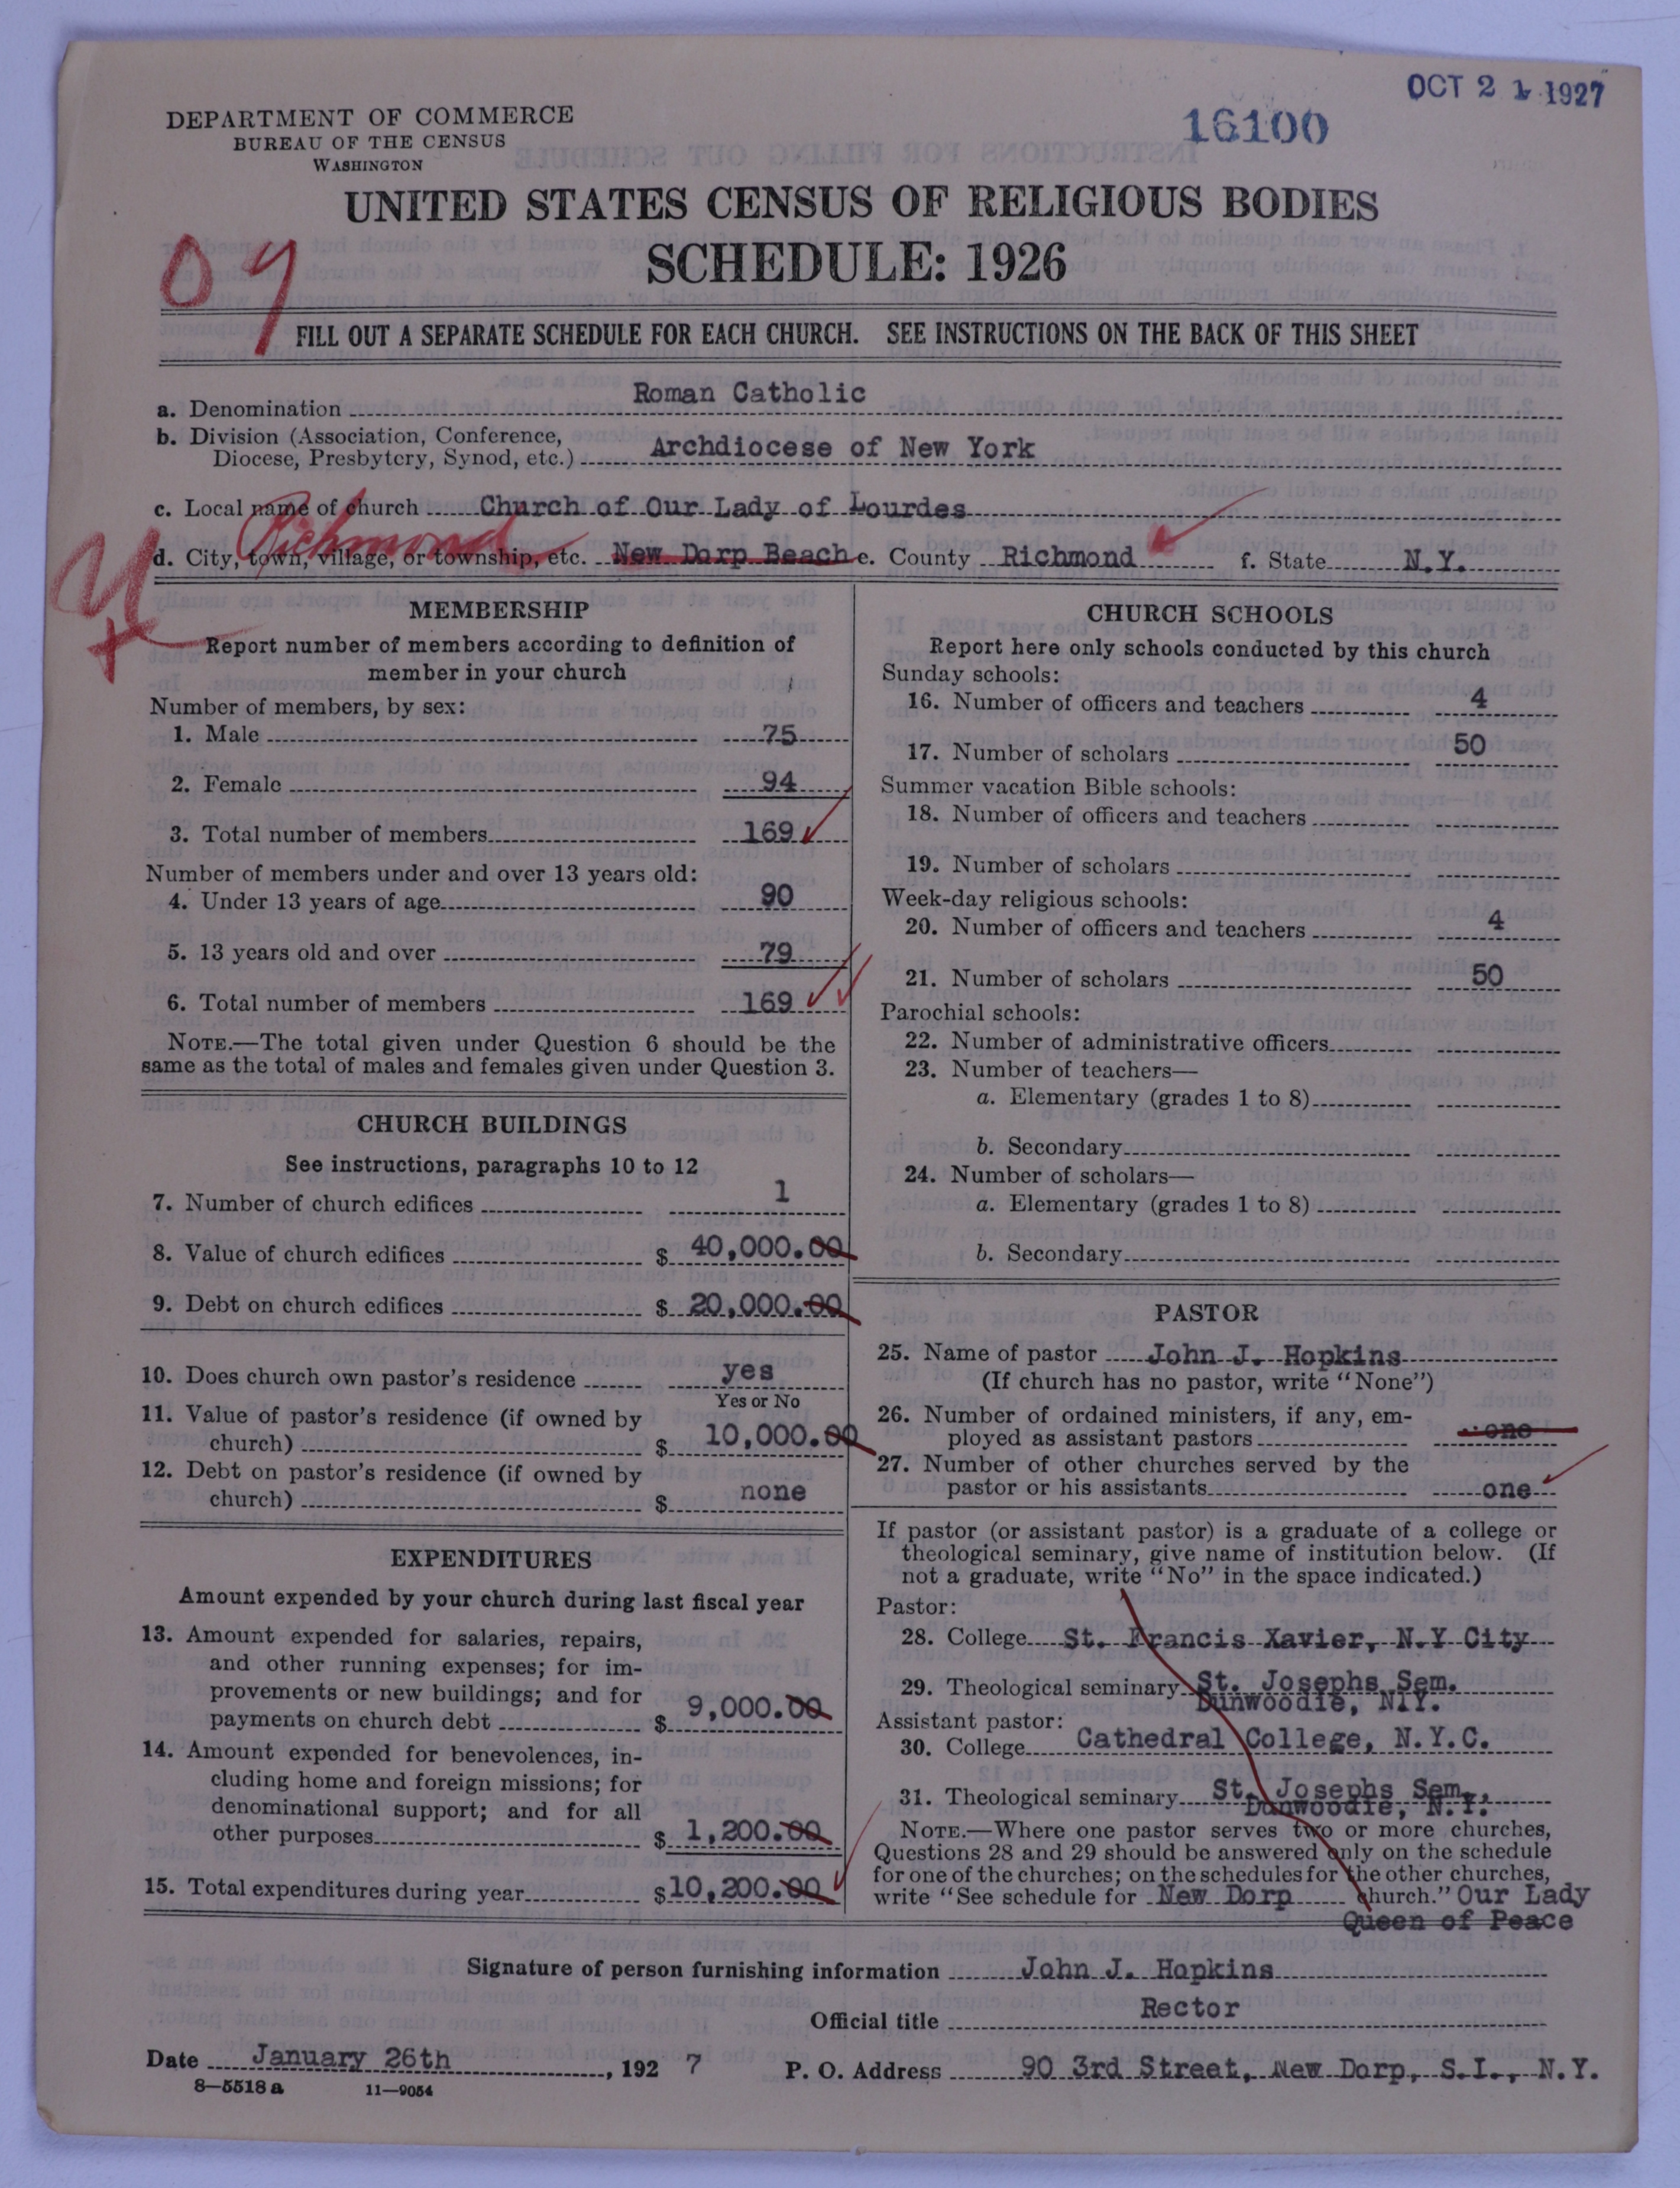 OCT 21 1927
16100
DEPARTMENT OF COMMERCE
BUREAU OF THE CENSUS
WASHINGTON
UNITED STATES CENSUS OF RELIGIOUS BODIES
SCHEDULE: 1926
09
FILL OUT A SEPARATE SCHEDULE FOR EACH CHURCH. SEE INSTRUCTIONS ON THE BACK OF THIS SHEET
a. Denomination Roman Catholic
b. Division (Association, Conference,
Diocese, Presbytery, Synod, etc.) Archdiocese of New York
c. Local name of church Church of Our Lady of Lourdes
Richmond
d. City, town, village, or township, etc. New Dorp Beach e. County Richmond f. State N.Y.
MEMBERSHIP
Report number of members according to definition of
member in your church
Number of members, by sex:
1. Male 75
2. Female 94
3. Total number of members 169
Number of members under and over 13 years old:
4. Under 13 years of age 90
5. 13 years old and over 79
6. Total number of members 169
NOTE.—The total given under Question 6 should be the
same as the total of males and females given under Question 3.
CHURCH BUILDINGS
See instructions, paragraphs 10 to 12
7. Number of church edifices 1
8. Value of church edifices $ 40,000.00
9. Debt on church edifices $ 20,000.00
10. Does church own pastor's residence yes
Yes or No
11. Value of pastor's residence (if owned by
church) $ 10,000.00
12. Debt on pastor's residence (if owned by
church) $ none
EXPENDITURES
Amount expended by your church during last fiscal year
13. Amount expended for salaries, repairs,
and other running expenses; for im-
provements or new buildings; and for
payments on church debt $ 9,000.00
14. Amount expended for benevolences, in-
cluding home and foreign missions; for
denominational support; and for all
other purposes $ 1,200.00
15. Total expenditures during year $10,200.00
CHURCH SCHOOLS
Report here only schools conducted by this church
Sunday schools:
16. Number of officers and teachers 4
17. Number of scholars 50
Summer vacation Bible schools:
18. Number of officers and teachers
19. Number of scholars
Week-day religious schools:
20. Number of officers and teachers 4
21. Number of scholars 50
Parochial schools:
22. Number of administrative officers
23. Number of teachers—
a. Elementary (grades 1 to 8)
b. Secondary
24. Number of scholars—
a. Elementary (grades 1 to 8)
b. Secondary
PASTOR
25. Name of pastor John J. Hopkins
(If church has no pastor, write "None")
26. Number of ordained ministers, if any, em-
ployed as assistant pastors one
27. Number of other churches served by the
pastor or his assistants one
If pastor (or assistant pastor) is a graduate of a college or
theological seminary, give name of institution below. (If
not a graduate, write "No" in the space indicated.)
Pastor:
28. College St. Francis Xavier, N.Y City
29. Theological seminary St. Josephs Sem.
Dunwoodie, N.Y.
Assistant pastor:
30. College Cathedral College, N.Y.C.
31. Theological seminary St. Josephs Sem.,
Dunwoodie, N.Y.
NOTE.—Where one pastor serves two or more churches,
Questions 28 and 29 should be answered only on the schedule
for one of the churches; on the schedules for the other churches,
write "See schedule for New Dorp church." Our Lady
Queen of Peace
Signature of person furnishing information John J. Hopkins
Official title Rector
Date January 26th, 1927 P. O. Address 90 3rd Street, New Dorp, S.I., N.Y.
8—5518 a 11—9054